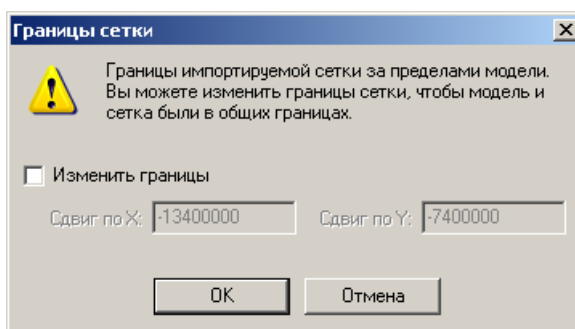 Границы сетки
Границы импортируемой сетки за пределами модели.
Вы можете изменить границы сетки, чтобы модель и
сетка были в общих границах.
Изменить границы
Сдвиг по X: -13400000 Сдвиг по Y: -7400000
OK Отмена